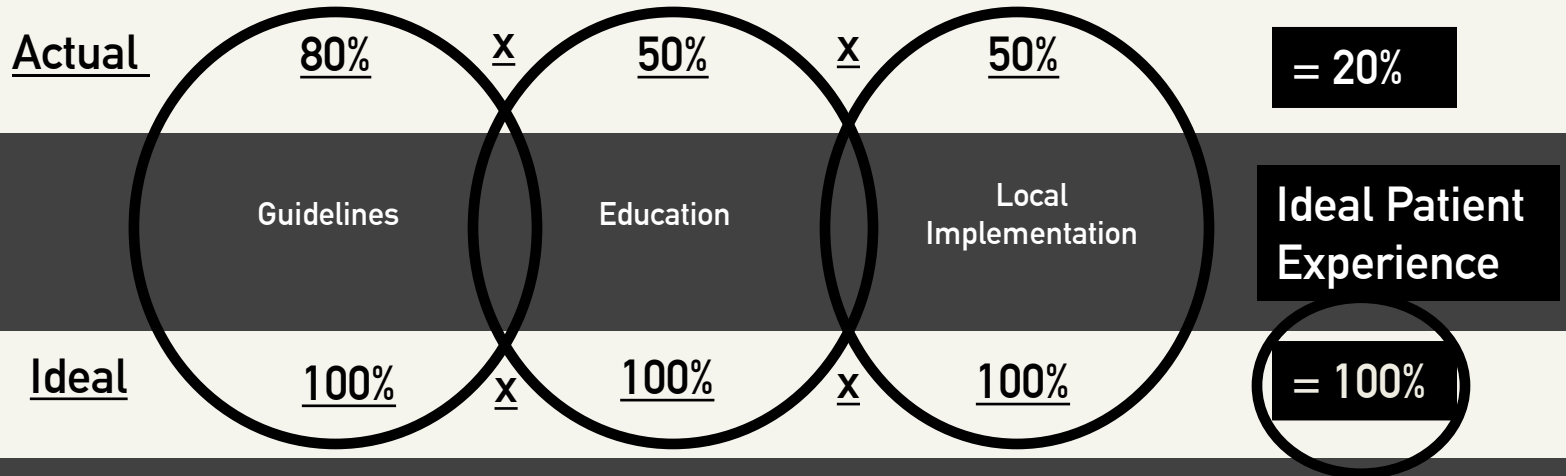 Actual 80% x 50% x 50% = 20%
Guidelines Education Local
Implementation
Ideal Patient
Experience
Ideal 100% x 100% x 100% = 100%